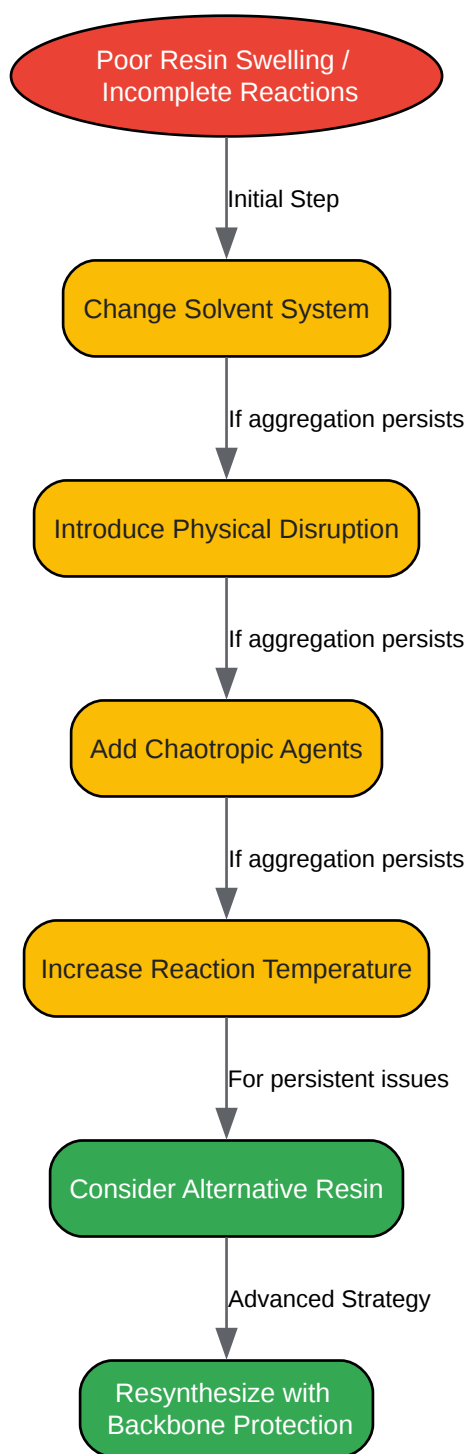 Poor Resin Swelling /
Incomplete Reactions
Initial Step
Change Solvent System
If aggregation persists
Introduce Physical Disruption
If aggregation persists
Add Chaotropic Agents
If aggregation persists
Increase Reaction Temperature
For persistent issues
Consider Alternative Resin
Advanced Strategy
Resynthesize with
Backbone Protection